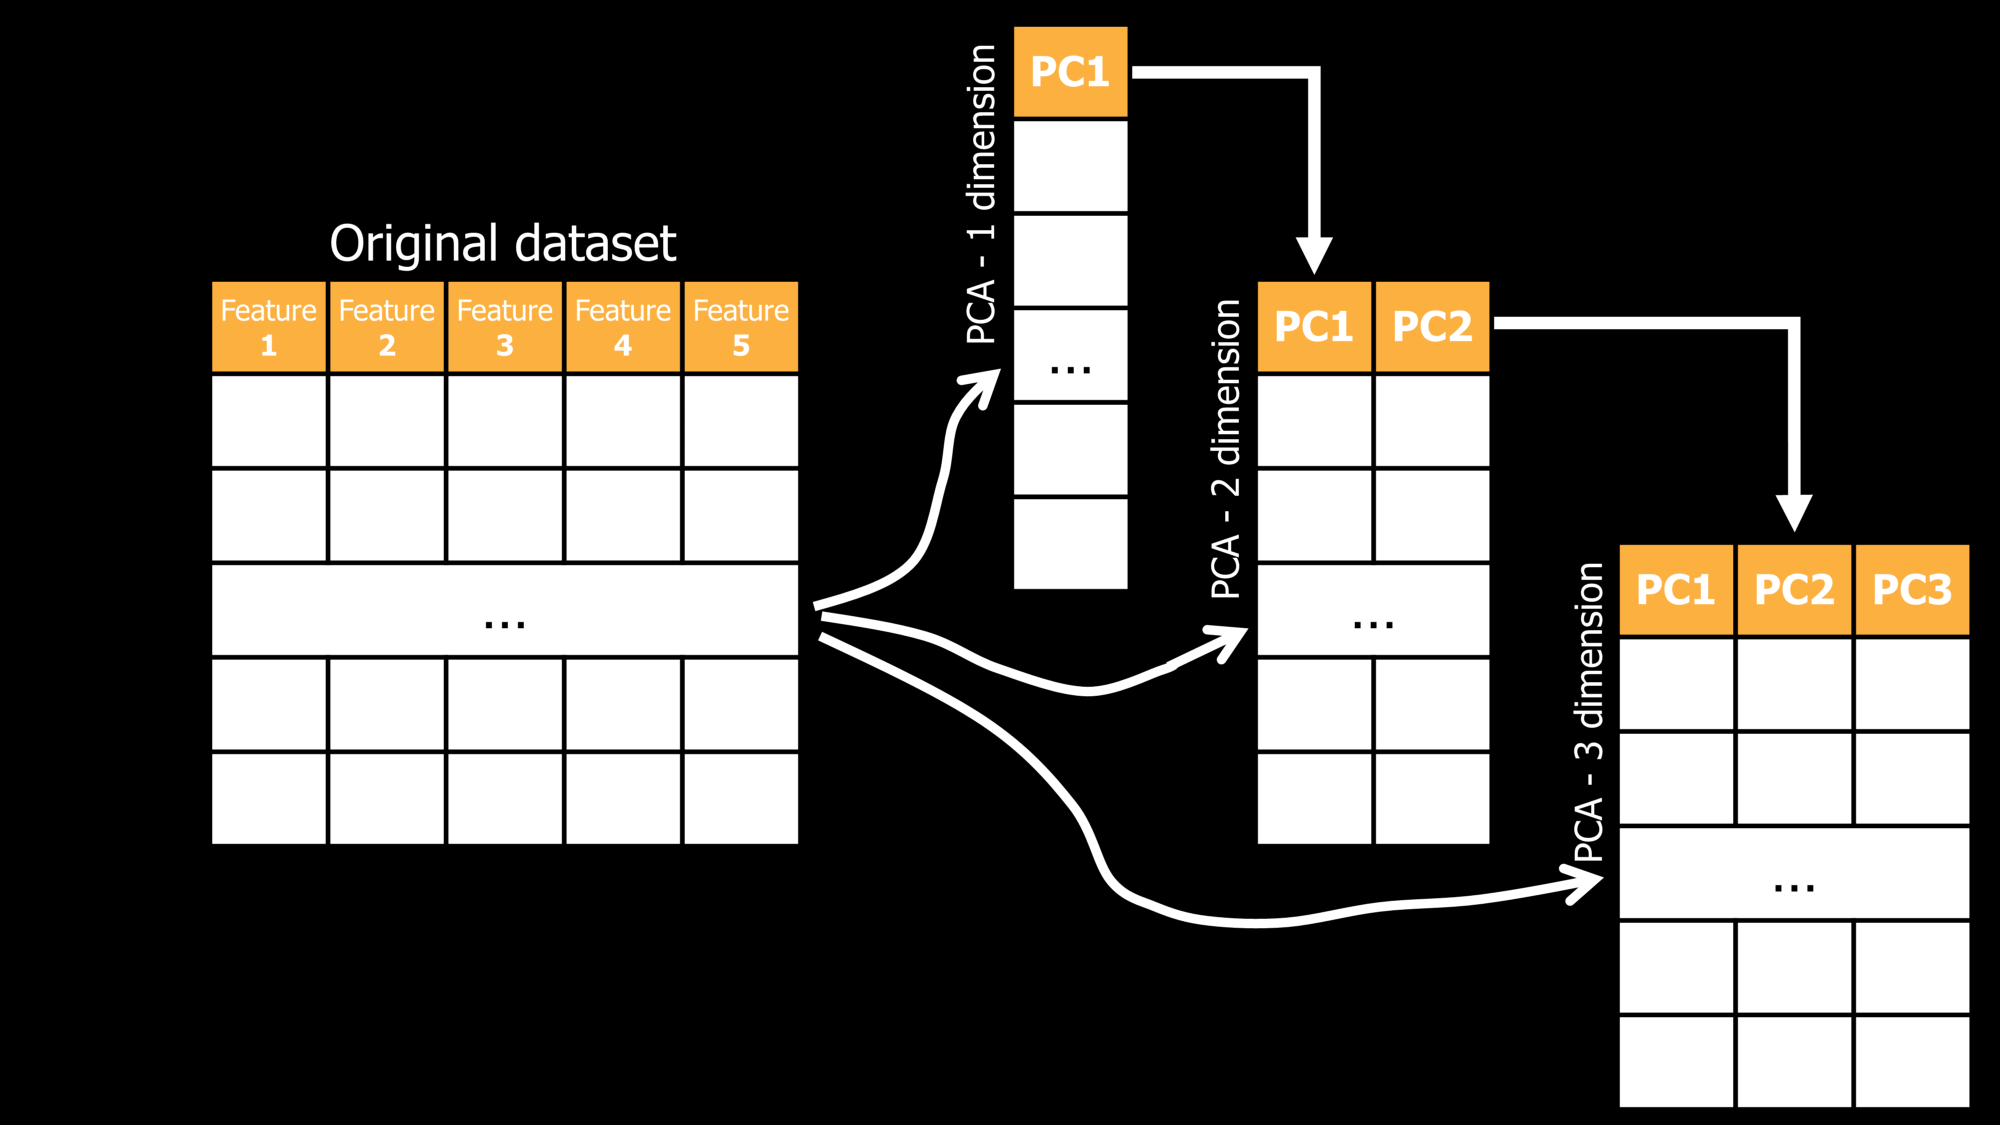 Original dataset
Feature 1
Feature 2
Feature 3
Feature 4
Feature 5
...
PCA - 1 dimension
PC1
...
PCA - 2 dimension
PC1 PC2
...
PCA - 3 dimension
PC1 PC2 PC3
...